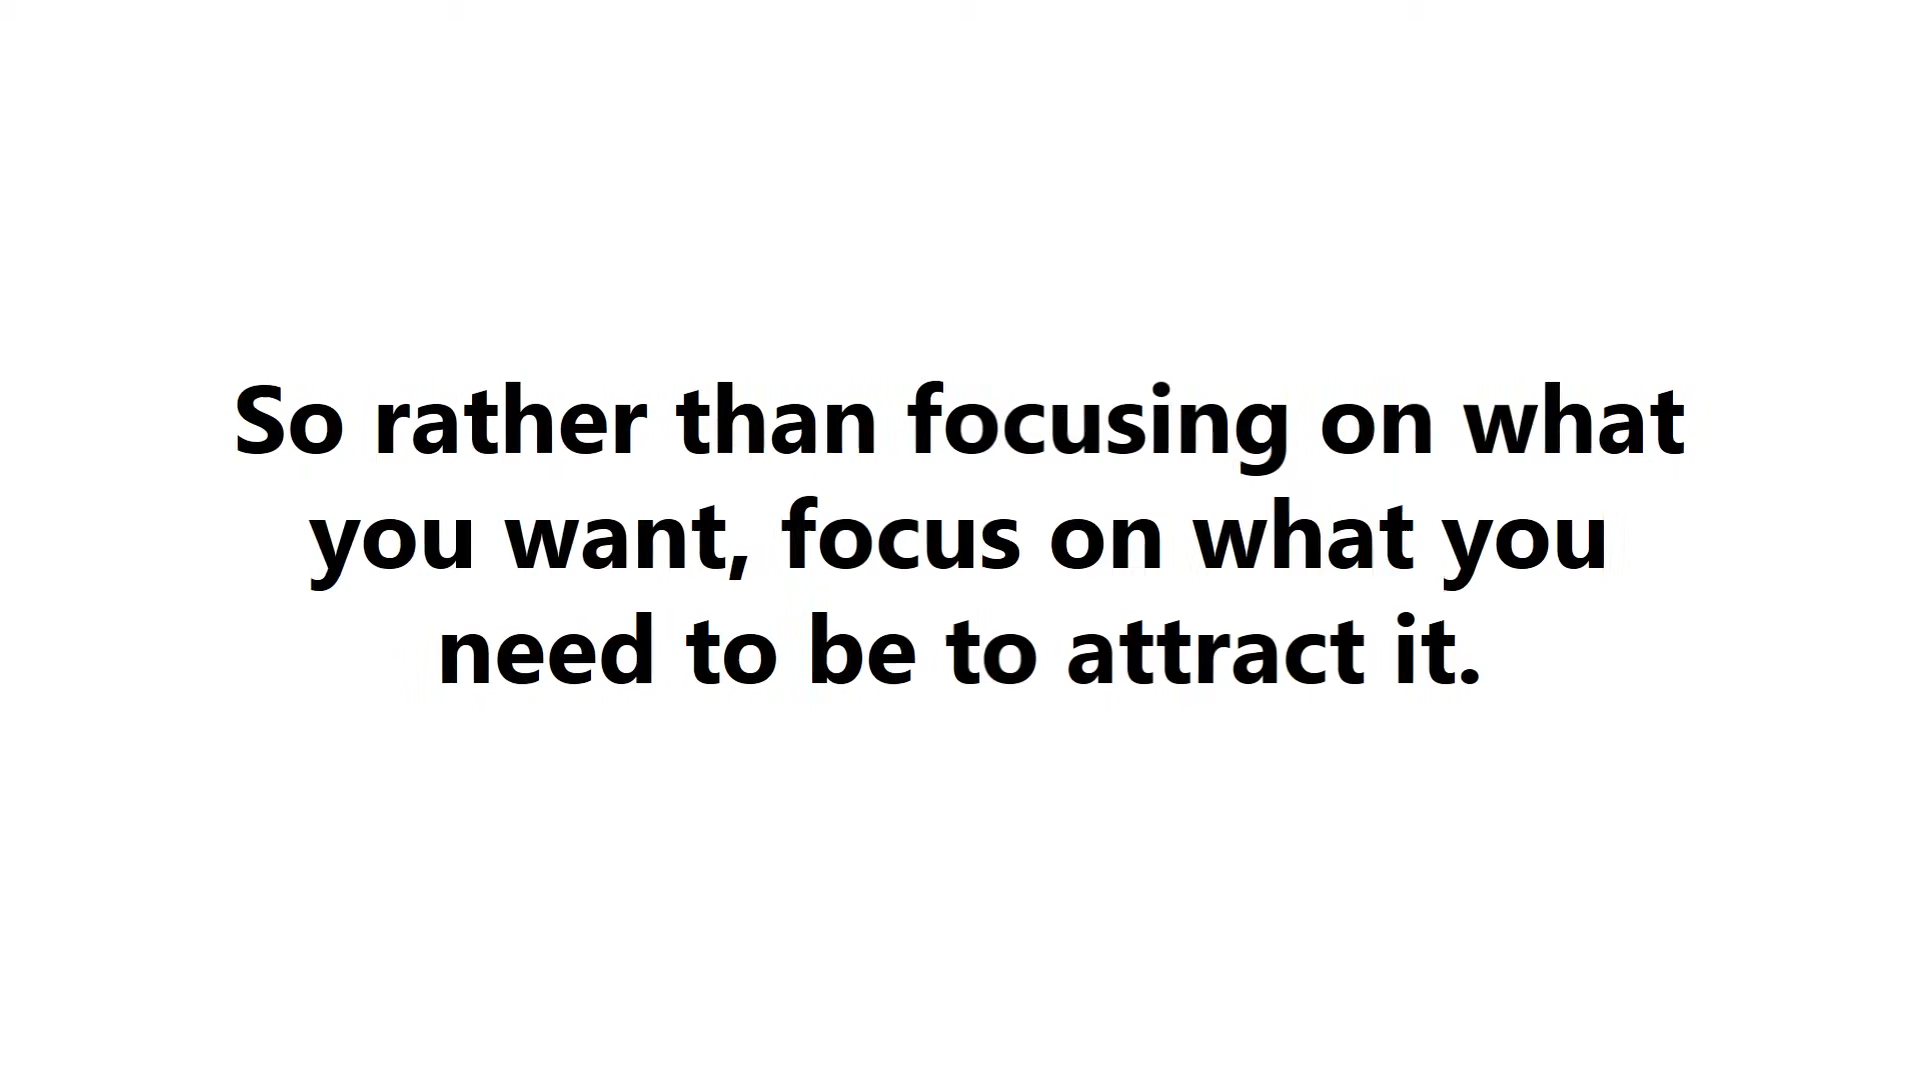 So rather than focusing on what
you want, focus on what you
need to be to attract it.